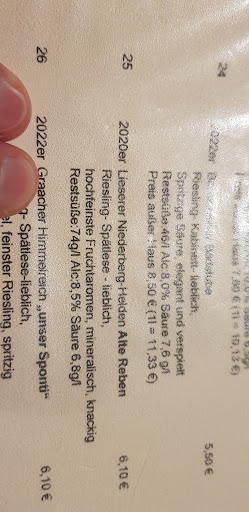 24
5,50 €
Riesling- Kabinett- lieblich,
Spritzige Säure, elegant und verspielt
Restsüße 46/l Alc:8,0% Säure 7,6 g/l
Preis außer Haus 8,50 € (1l = 11,33 €)
25
2020er Lieserer Niederberg-Helden Alte Reben
6,10 €
Riesling- Spätlese - lieblich,
hochfeinste Fruchtaromen, mineralisch, knackig
Restsüße:74g/l Alc:8,5% Säure 6,8g/l
26
2022er Graacher Himmelreich „unser Sponti“
6,10 €
Spätlese-lieblich,
feinster Riesling, spritzig